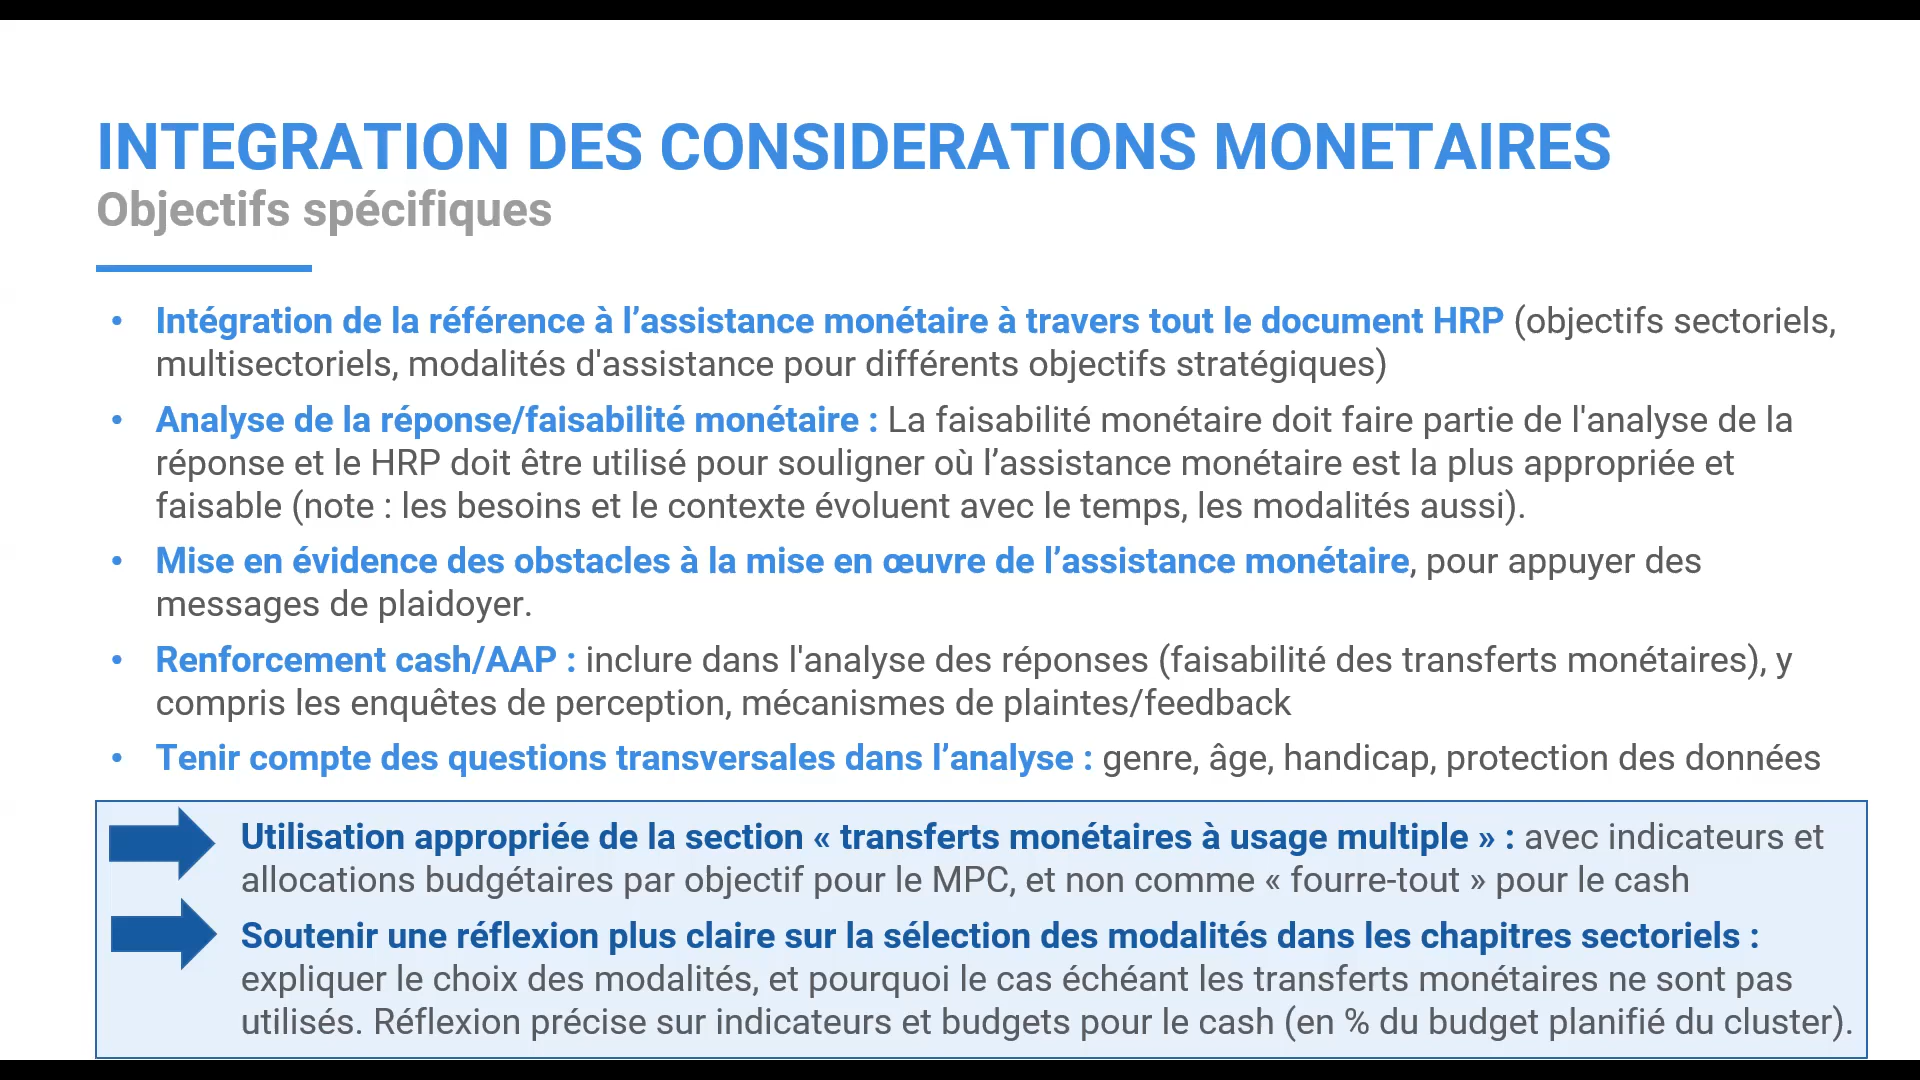 INTEGRATION DES CONSIDERATIONS MONETAIRES
Objectifs spécifiques
• Intégration de la référence à l’assistance monétaire à travers tout le document HRP (objectifs sectoriels,
multisectoriels, modalités d'assistance pour différents objectifs stratégiques)
• Analyse de la réponse/faisabilité monétaire : La faisabilité monétaire doit faire partie de l'analyse de la
réponse et le HRP doit être utilisé pour souligner où l’assistance monétaire est la plus appropriée et
faisable (note : les besoins et le contexte évoluent avec le temps, les modalités aussi).
• Mise en évidence des obstacles à la mise en œuvre de l’assistance monétaire, pour appuyer des
messages de plaidoyer.
• Renforcement cash/AAP : inclure dans l'analyse des réponses (faisabilité des transferts monétaires), y
compris les enquêtes de perception, mécanismes de plaintes/feedback
• Tenir compte des questions transversales dans l’analyse : genre, âge, handicap, protection des données
Utilisation appropriée de la section « transferts monétaires à usage multiple » : avec indicateurs et
allocations budgétaires par objectif pour le MPC, et non comme « fourre-tout » pour le cash
Soutenir une réflexion plus claire sur la sélection des modalités dans les chapitres sectoriels :
expliquer le choix des modalités, et pourquoi le cas échéant les transferts monétaires ne sont pas
utilisés. Réflexion précise sur indicateurs et budgets pour le cash (en % du budget planifié du cluster).